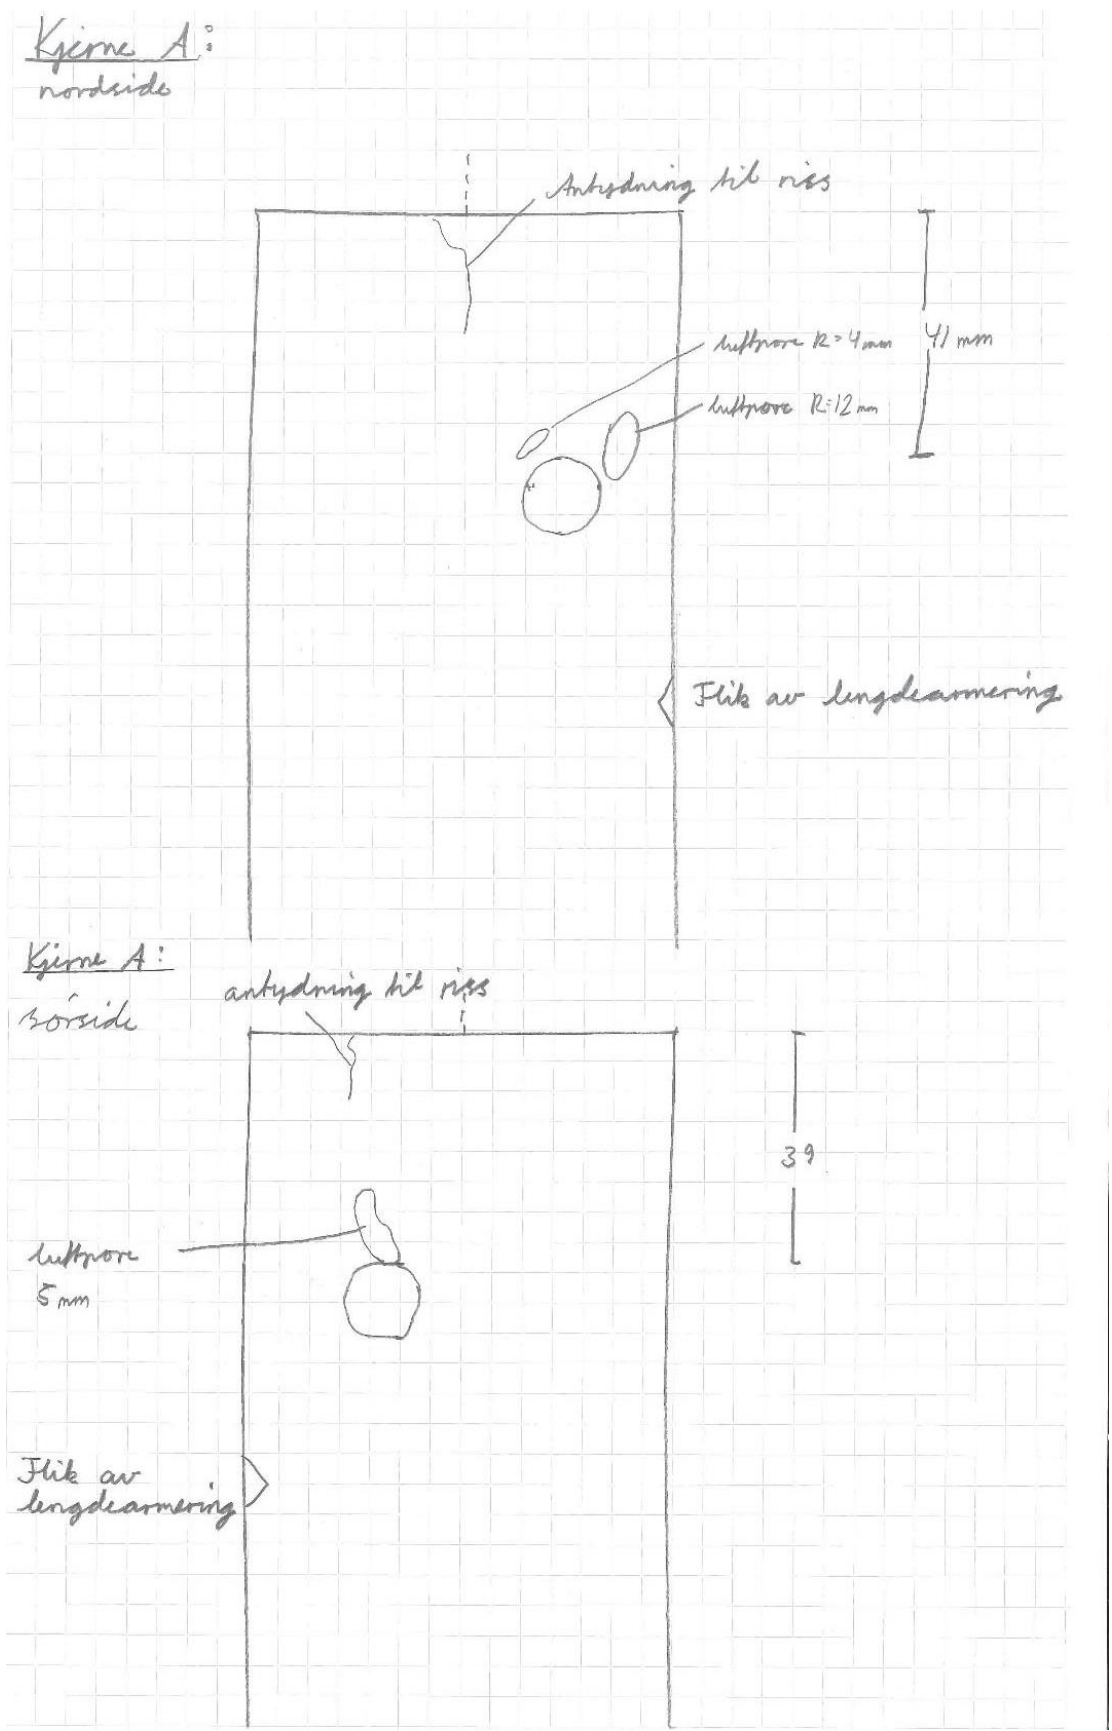 Kjerne A:
nordside
Antydning til riss
luftpore R=4mm
41 mm
luftpore R=12mm
Flik av lengdearmering
Kjerne A:
sørside
antydning til riss
39
luftpore
5 mm
Flik av
lengdearmering